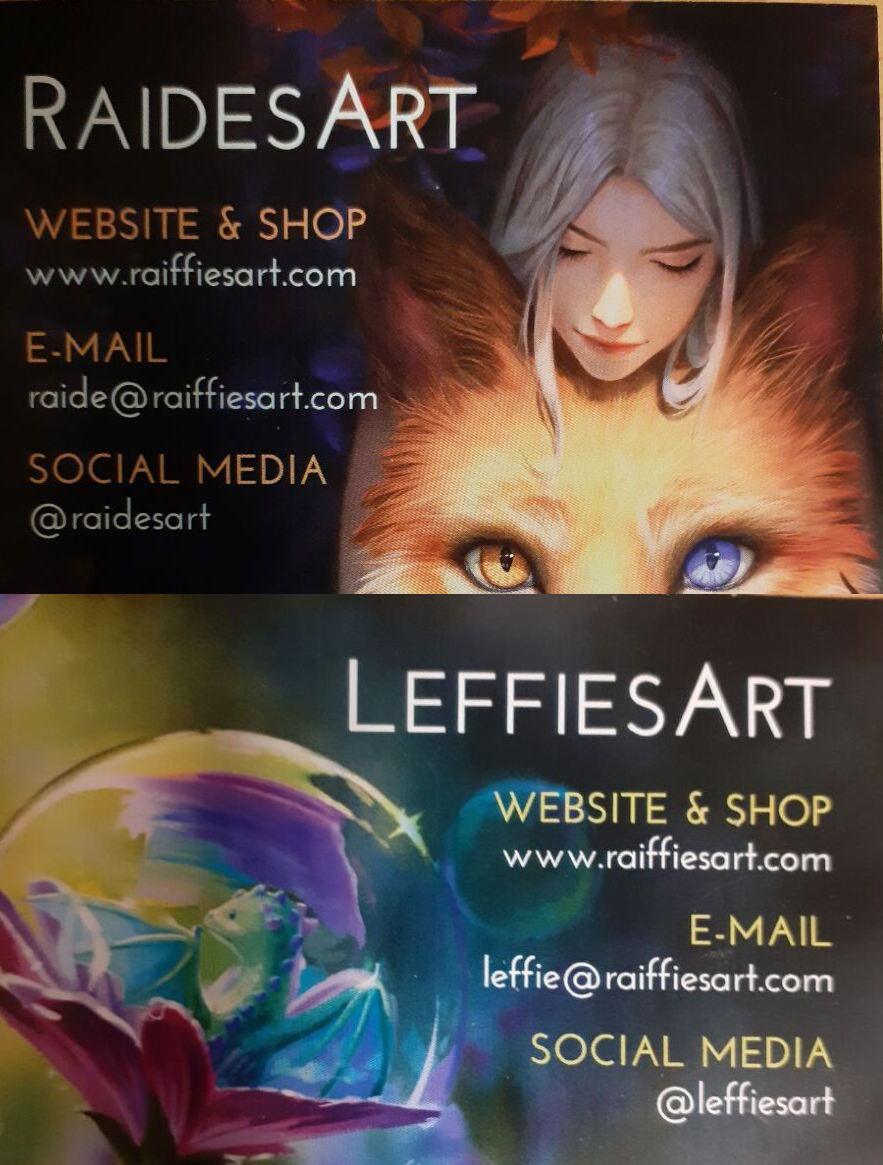 RAIDESART
WEBSITE & SHOP
www.raiffiesart.com
E-MAIL
raide@raiffiesart.com
SOCIAL MEDIA
@raidesart
LEFFIESART
WEBSITE & SHOP
www.raiffiesart.com
E-MAIL
leffie@raiffiesart.com
SOCIAL MEDIA
@leffiesart